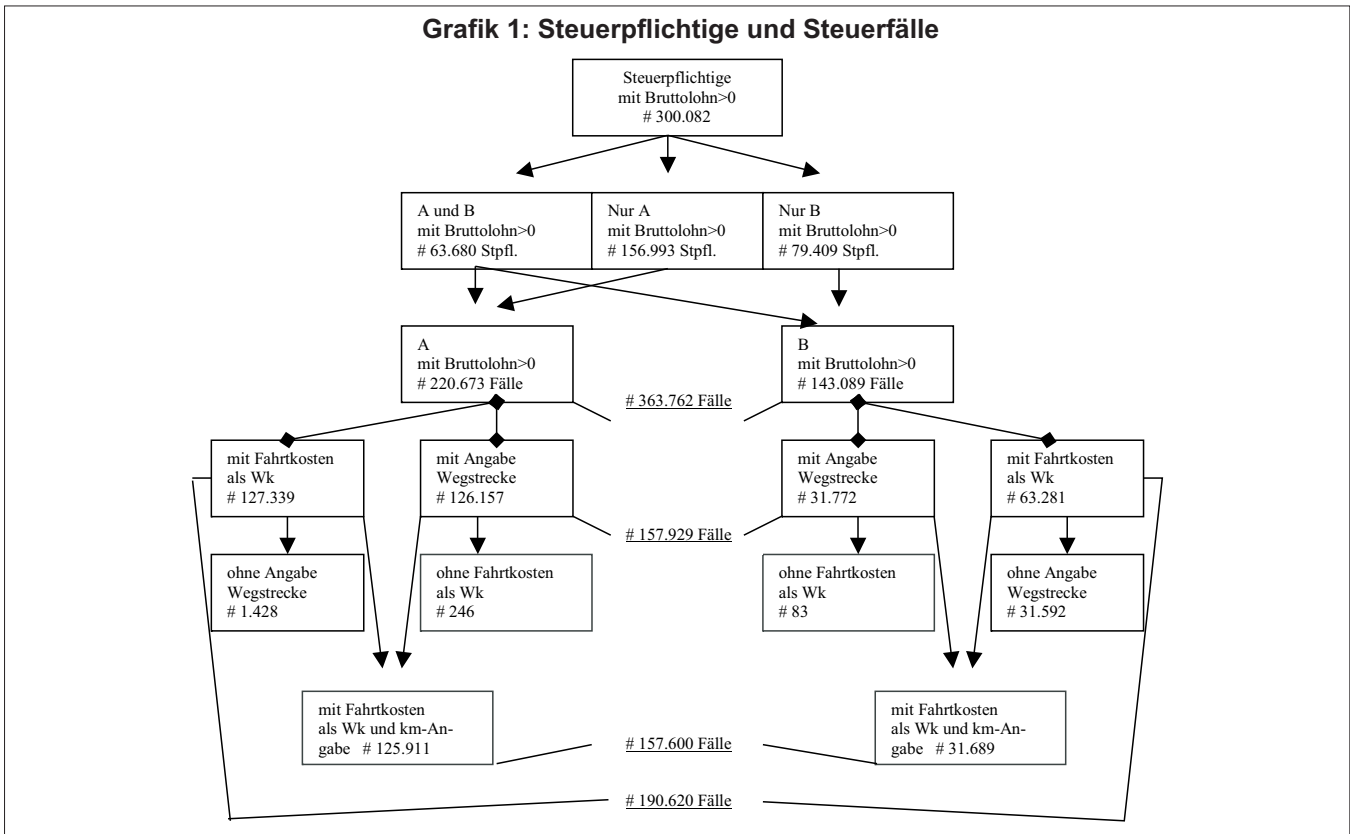 Grafik 1: Steuerpflichtige und Steuerfälle
Steuerpflichtige
mit Bruttolohn>0
# 300.082
A und B
mit Bruttolohn>0
# 63.680 Stpfl.
Nur A
mit Bruttolohn>0
# 156.993 Stpfl.
Nur B
mit Bruttolohn>0
# 79.409 Stpfl.
A
mit Bruttolohn>0
# 220.673 Fälle
B
mit Bruttolohn>0
# 143.089 Fälle
# 363.762 Fälle
mit Fahrtkosten
als Wk
# 127.339
mit Angabe
Wegstrecke
# 126.157
mit Angabe
Wegstrecke
# 31.772
mit Fahrtkosten
als Wk
# 63.281
# 157.929 Fälle
ohne Angabe
Wegstrecke
# 1.428
ohne Fahrtkosten
als Wk
# 246
ohne Fahrtkosten
als Wk
# 83
ohne Angabe
Wegstrecke
# 31.592
mit Fahrtkosten
als Wk und km-An-
gabe # 125.911
mit Fahrtkosten
als Wk und km-An-
gabe # 31.689
# 157.600 Fälle
# 190.620 Fälle